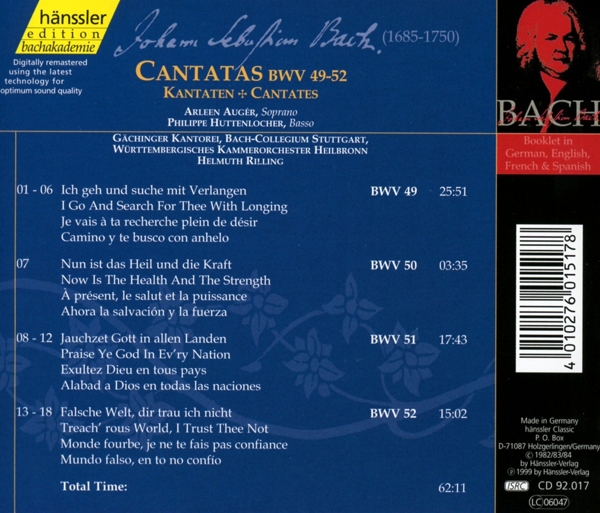 hänssler
edition
bachakademie
Digitally remastered
using the latest
technology for
optimum sound quality
Johann Sebastian Bach. (1685-1750)
CANTATAS BWV 49-52
KANTATEN ✢ CANTATES
ARLEEN AUGÉR, Soprano
PHILIPPE HUTTENLOCHER, Basso
GÄCHINGER KANTOREI, BACH-COLLEGIUM STUTTGART,
WÜRTTEMBERGISCHES KAMMERORCHESTER HEILBRONN
HELMUTH RILLING
01 - 06 Ich geh und suche mit Verlangen BWV 49 25:51
I Go And Search For Thee With Longing
Je vais à ta recherche plein de désir
Camino y te busco con anhelo
07 Nun ist das Heil und die Kraft BWV 50 03:35
Now Is The Health And The Strength
À présent, le salut et la puissance
Ahora la salvación y la fuerza
08 - 12 Jauchzet Gott in allen Landen BWV 51 17:43
Praise Ye God In Ev'ry Nation
Exultez Dieu en tous pays
Alabad a Dios en todas las naciones
13 - 18 Falsche Welt, dir trau ich nicht BWV 52 15:02
Treach' rous World, I Trust Thee Not
Monde fourbe, je ne te fais pas confiance
Mundo falso, en to no confío
Total Time: 62:11
BACH
Booklet in
German, English,
French & Spanish
4 010276 015178
Made in Germany
hänssler Classic
P. O. Box
D-71087 Holzgerlingen/Germany
℗ 1982/83/84
by Hänssler-Verlag
℗ 1999 by Hänssler-Verlag
ISRC CD 92.017
LC 06047